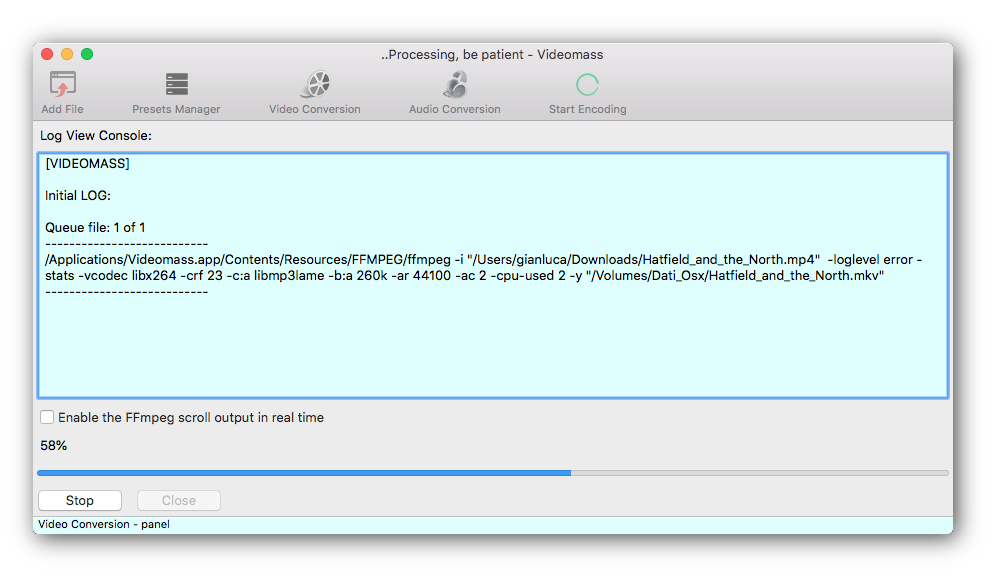 ..Processing, be patient - Videomass
Add File
Presets Manager
Video Conversion
Audio Conversion
Start Encoding
Log View Console:
[VIDEOMASS]
Initial LOG:
Queue file: 1 of 1
---------------------------
/Applications/Videomass.app/Contents/Resources/FFMPEG/ffmpeg -i "/Users/gianluca/Downloads/Hatfield_and_the_North.mp4"  -loglevel error -
stats -vcodec libx264 -crf 23 -c:a libmp3lame -b:a 260k -ar 44100 -ac 2 -cpu-used 2 -y "/Volumes/Dati_Osx/Hatfield_and_the_North.mkv"
---------------------------
Enable the FFmpeg scroll output in real time
58%
Stop
Close
Video Conversion - panel